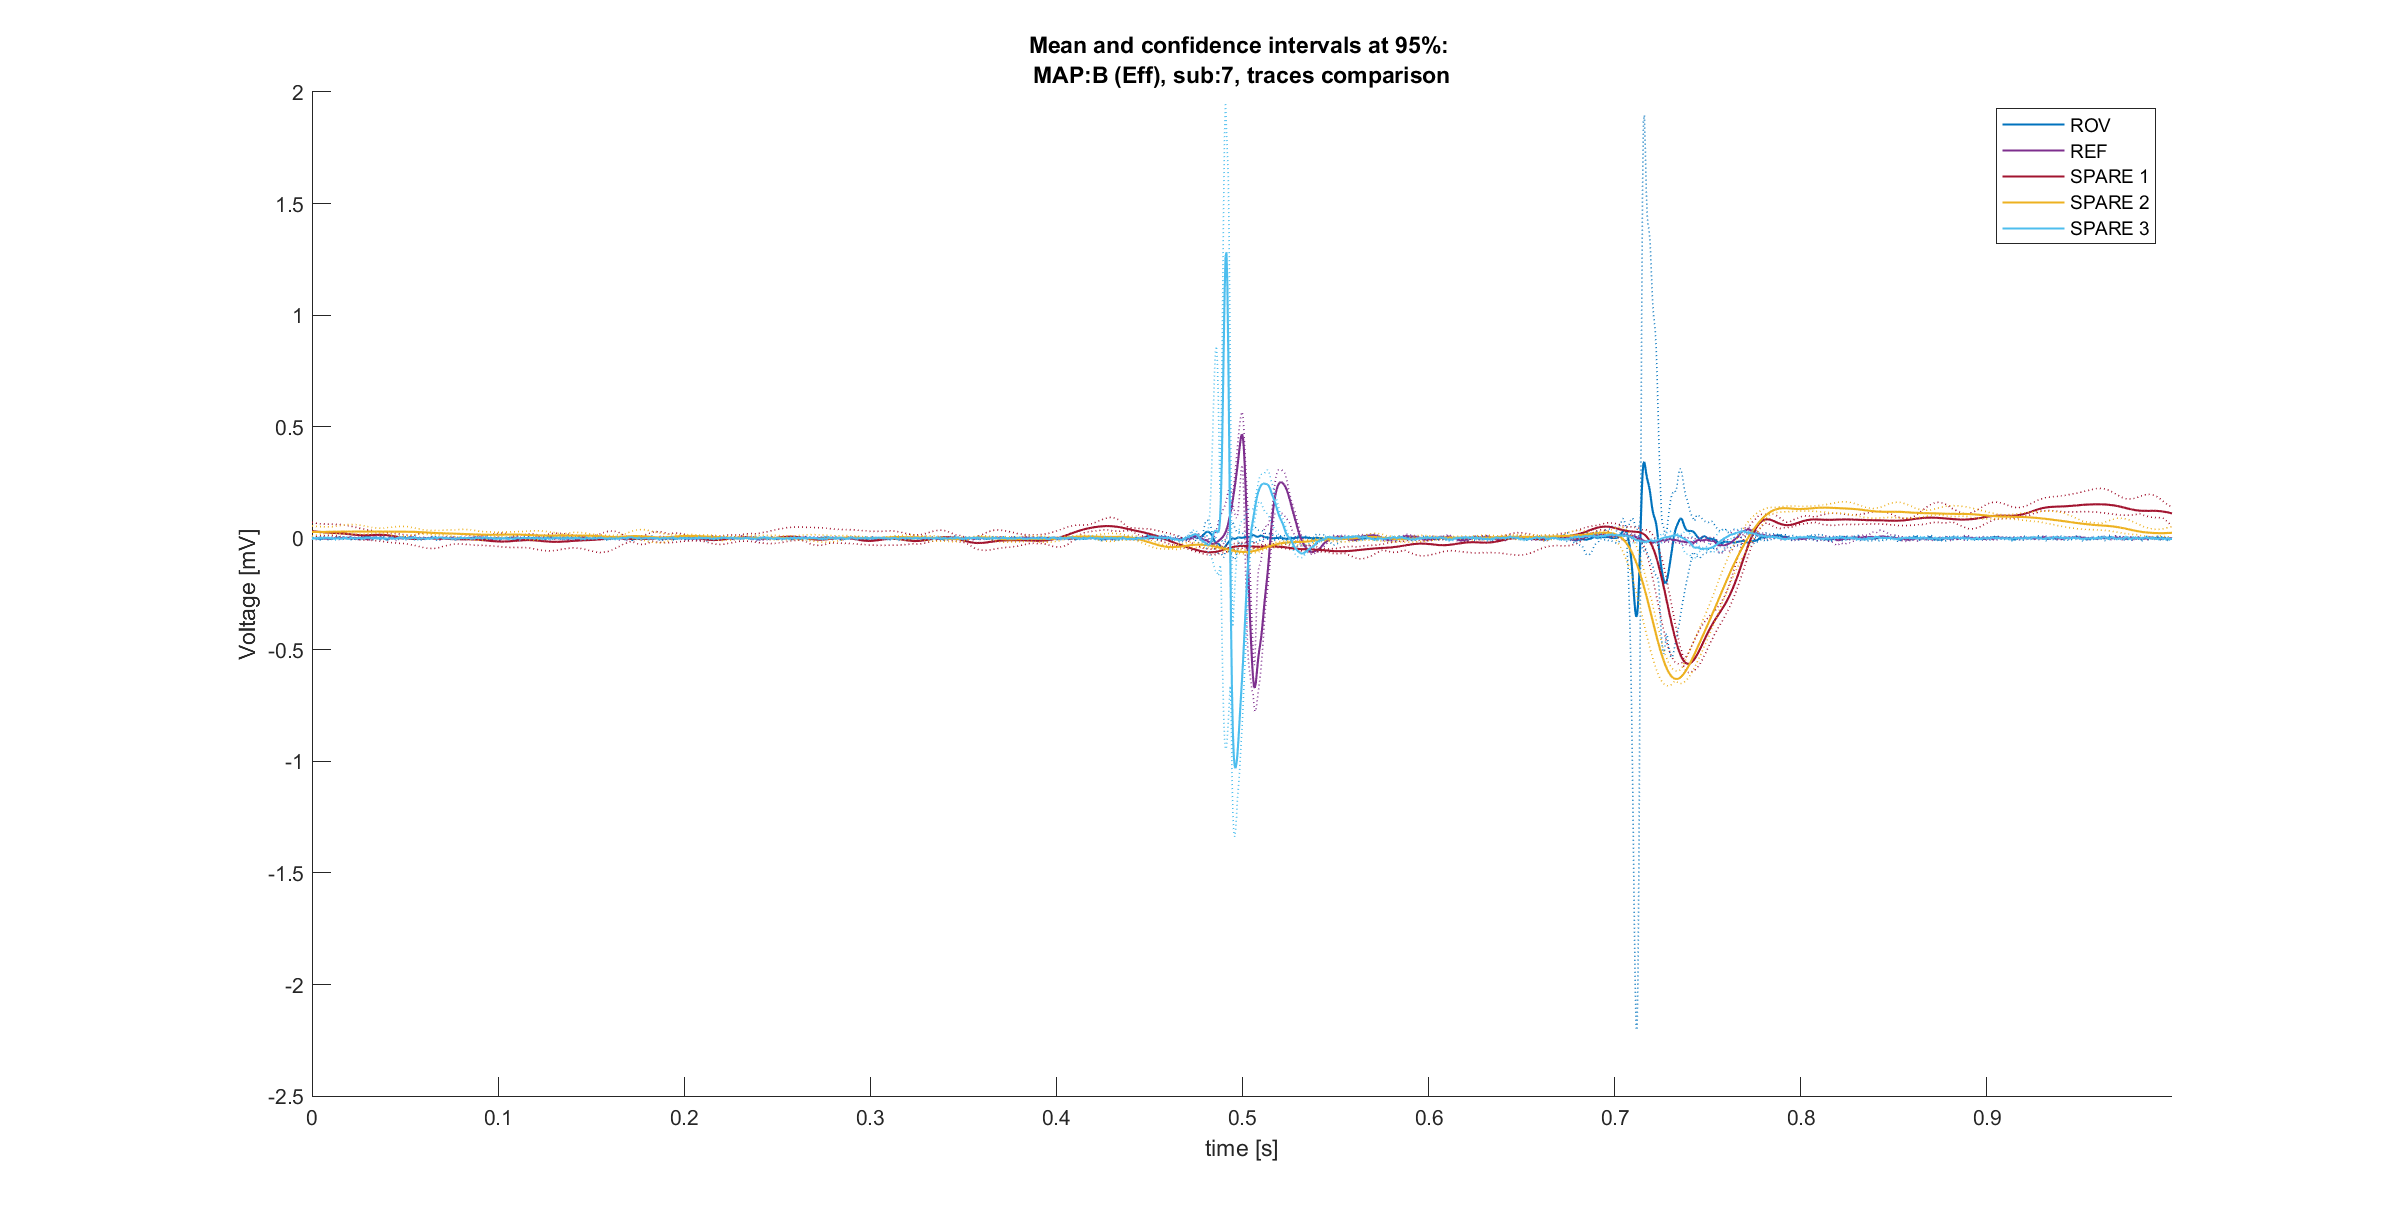 Mean and confidence intervals at 95%:
MAP:B (Eff), sub:7, traces comparison
2
1.5
1
0.5
0
-0.5
-1
-1.5
-2
-2.5
Voltage [mV]
ROV
REF
SPARE 1
SPARE 2
SPARE 3
0 0.1 0.2 0.3 0.4 0.5 0.6 0.7 0.8 0.9
time [s]